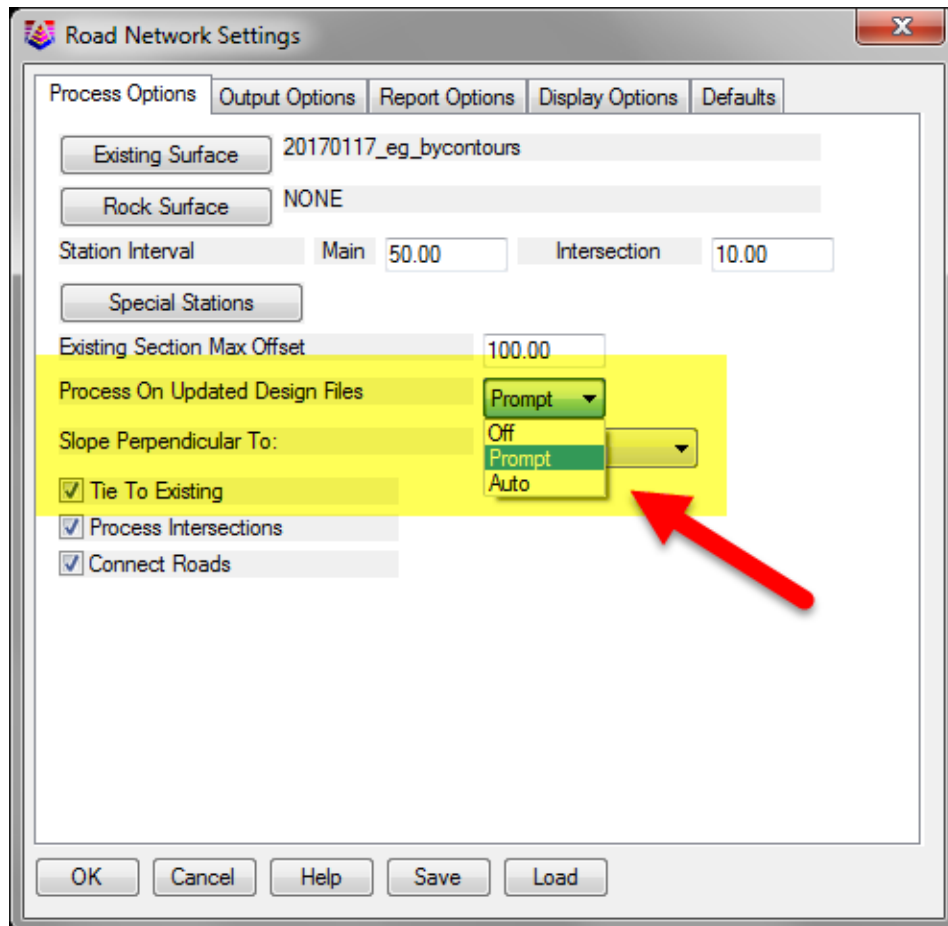 Road Network Settings
Process Options Output Options Report Options Display Options Defaults
Existing Surface 20170117_eg_bycontours
Rock Surface NONE
Station Interval Main 50.00 Intersection 10.00
Special Stations
Existing Section Max Offset 100.00
Process On Updated Design Files Prompt
Off
Slope Perpendicular To:
Prompt
Auto
Tie To Existing
Process Intersections
Connect Roads
OK Cancel Help Save Load